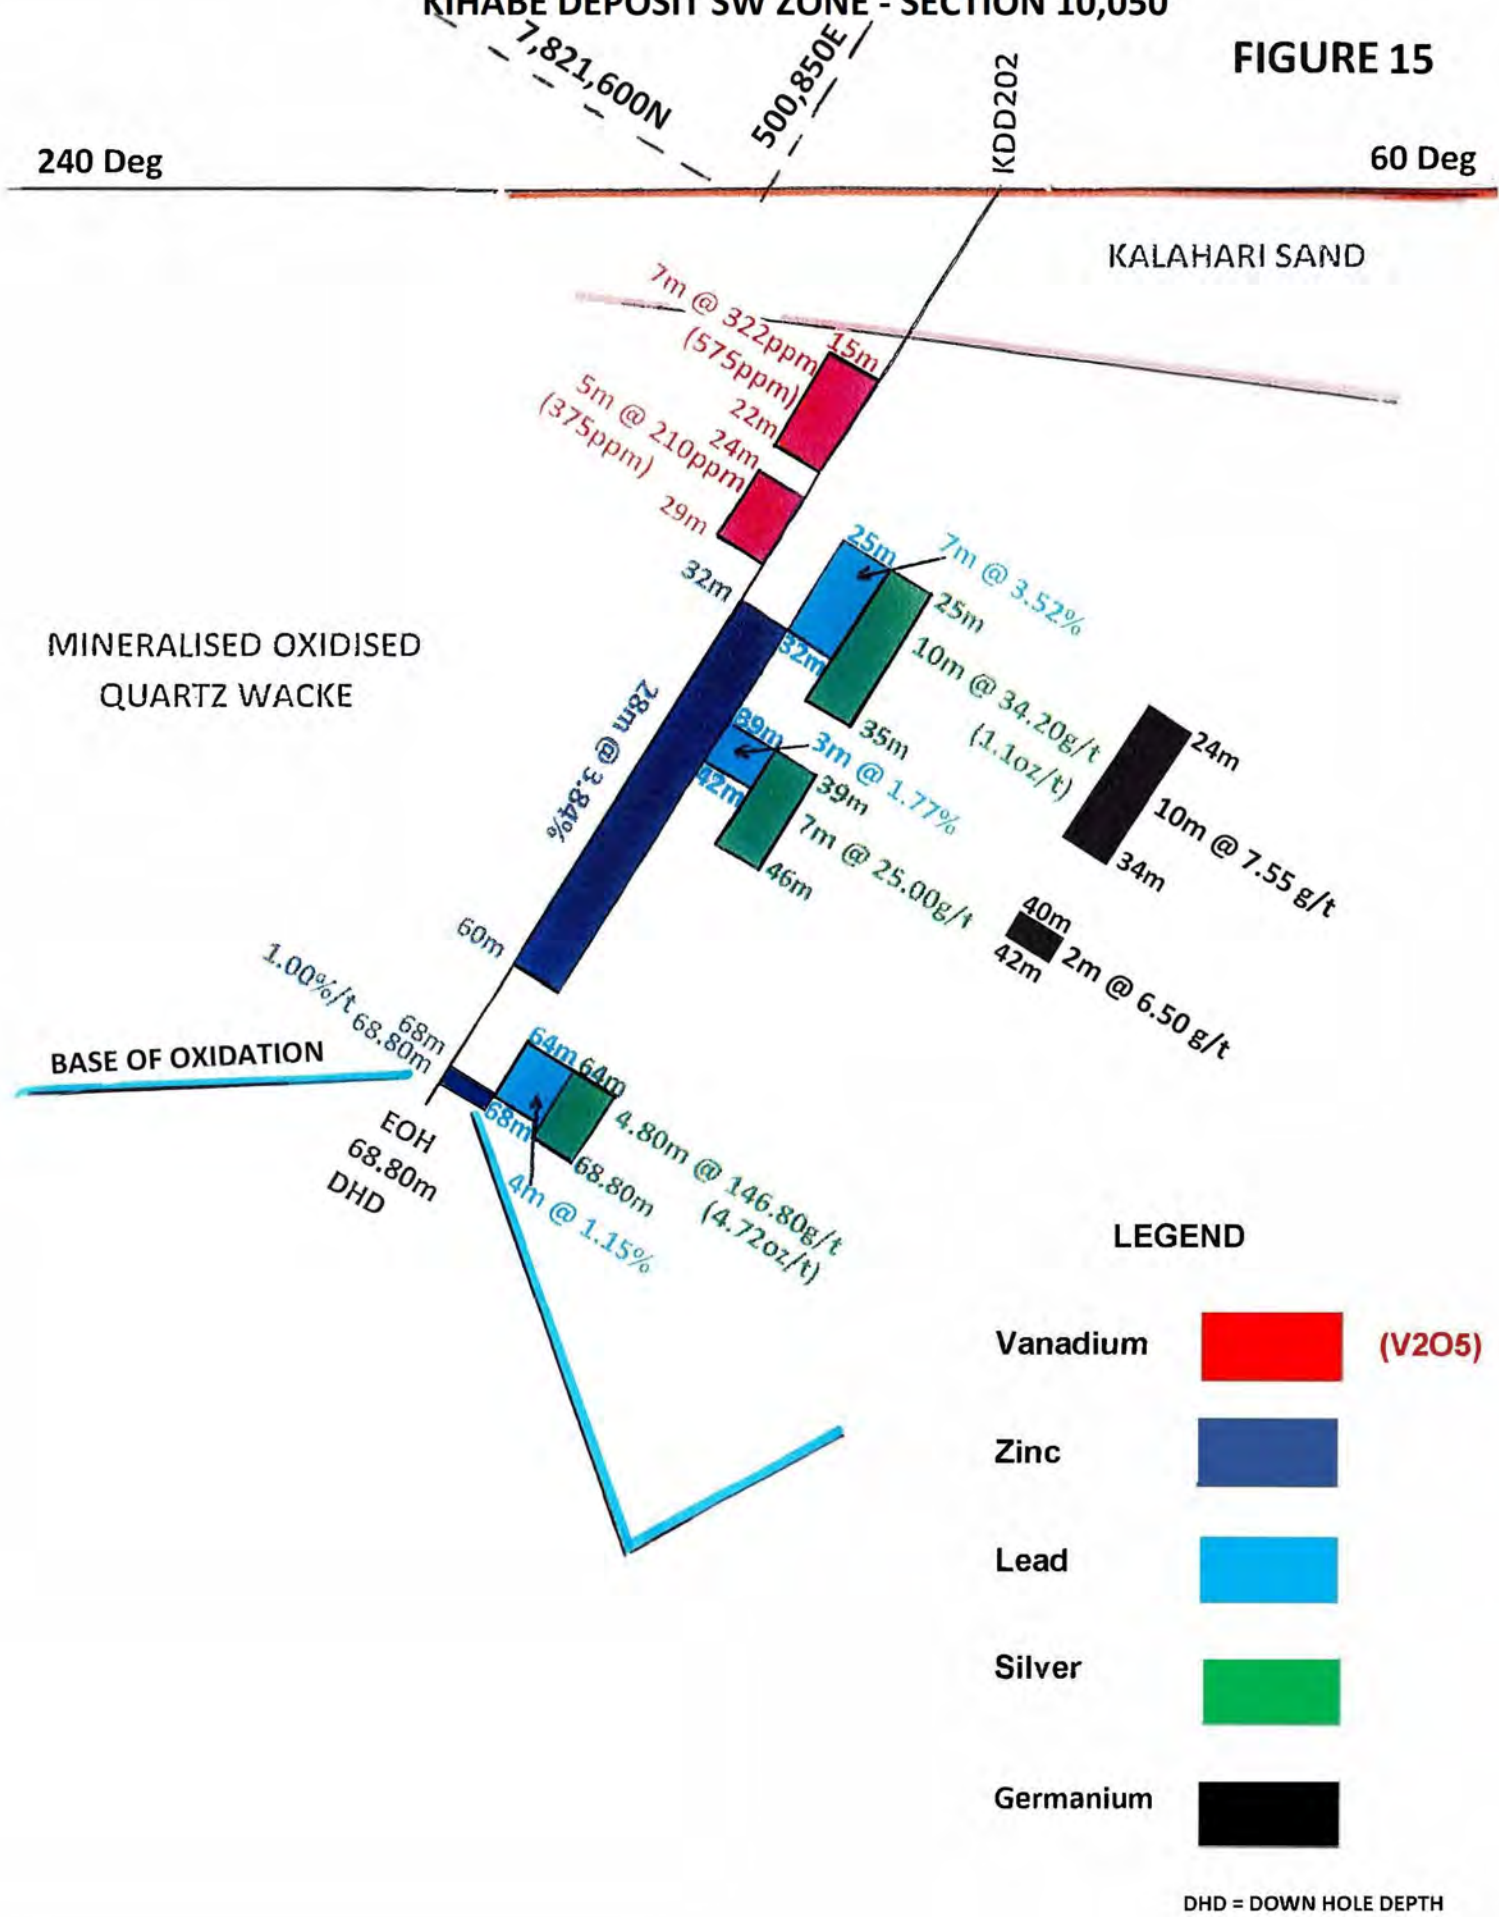 KIHABE DEPOSIT SW ZONE - SECTION 10,050
FIGURE 15
7,821,600N
500,850E
KDD202
240 Deg
60 Deg
KALAHARI SAND
7m @ 322ppm
(575ppm)
15m
22m
5m @ 210ppm
(375ppm)
24m
29m
32m
25m
7m @ 3.52%
32m
25m
10m @ 34.20g/t
(1.1oz/t)
35m
MINERALISED OXIDISED
QUARTZ WACKE
28m @ 3.84%
39m
3m @ 1.77%
42m
39m
7m @ 25.00g/t
46m
24m
10m @ 7.55 g/t
34m
40m
2m @ 6.50 g/t
42m
60m
1.00%/t
68m
68.80m
BASE OF OXIDATION
64m
64m
68m
4.80m @ 146.80g/t
(4.72oz/t)
68.80m
4m @ 1.15%
EOH
68.80m
DHD
LEGEND
Vanadium
(V2O5)
Zinc
Lead
Silver
Germanium
DHD = DOWN HOLE DEPTH